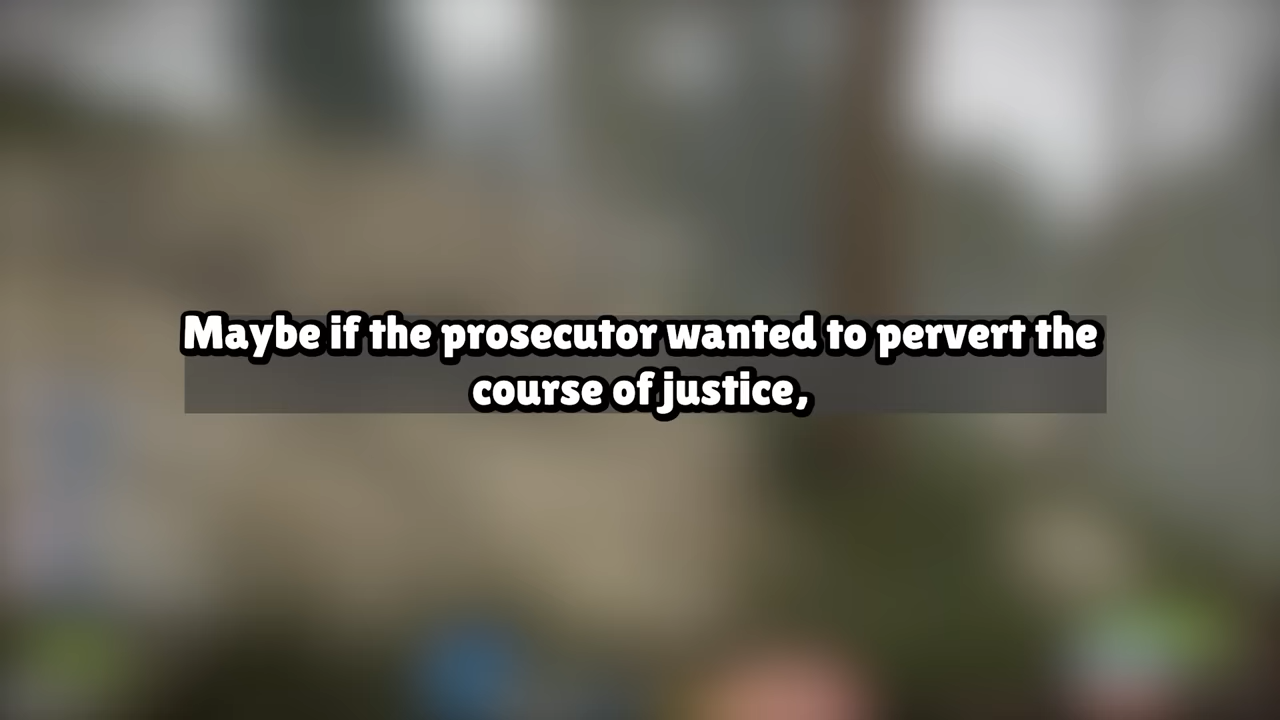 Maybe if the prosecutor wanted to pervert the
course of justice,